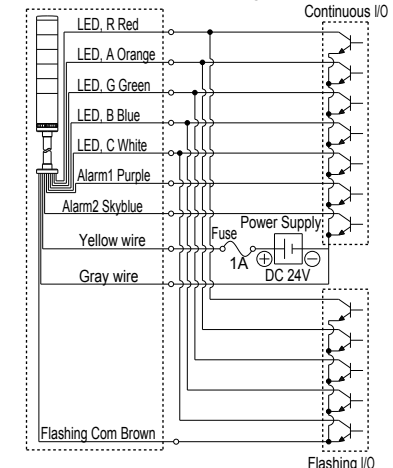 Continuous I/O
LED, R Red
LED, A Orange
LED, G Green
LED, B Blue
LED, C White
Alarm1 Purple
Alarm2 Skyblue
Yellow wire
Fuse
1A
Power Supply
DC 24V
Gray wire
Flashing Com Brown
Flashing I/O